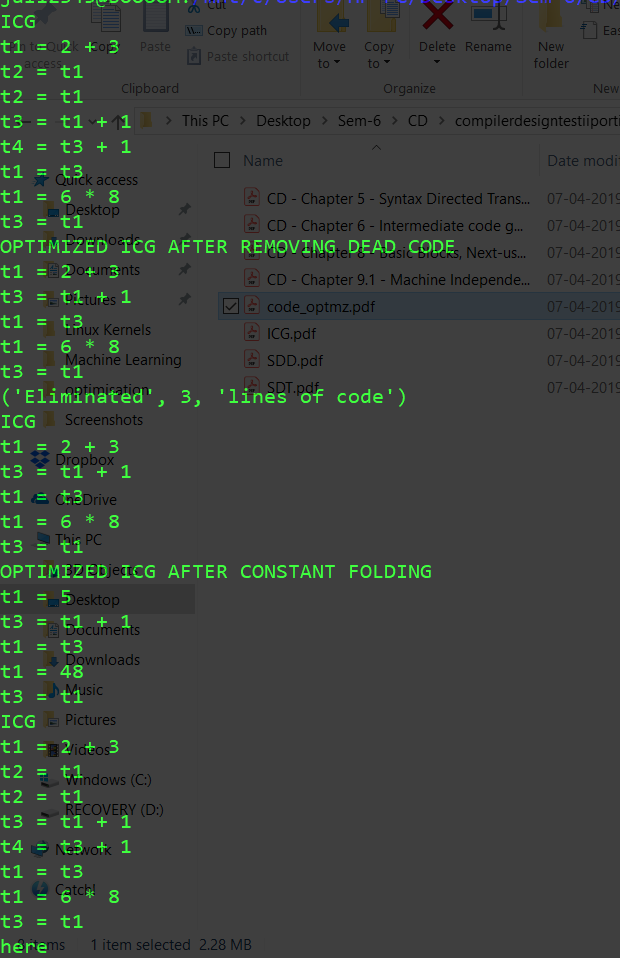 ICG
t1 = 2 + 3
t2 = t1
t2 = t1
t3 = t1 + 1
t4 = t3 + 1
t1 = t3
t1 = 6 * 8
t3 = t1
OPTIMIZED ICG AFTER REMOVING DEAD CODE
t1 = 2 + 3
t3 = t1 + 1
t1 = t3
t1 = 6 * 8
t3 = t1
('Eliminated', 3, 'lines of code')
ICG
t1 = 2 + 3
t3 = t1 + 1
t1 = t3
t1 = 6 * 8
t3 = t1
OPTIMIZED ICG AFTER CONSTANT FOLDING
t1 = 5
t3 = t1 + 1
t1 = t3
t1 = 48
t3 = t1
ICG
t1 = 2 + 3
t2 = t1
t2 = t1
t3 = t1 + 1
t4 = t3 + 1
t1 = t3
t1 = 6 * 8
t3 = t1
here
Cut
Copy path
Paste
Paste shortcut
Move to
Copy to
Delete
Rename
New folder
Clipboard
Organize
New
This PC > Desktop > Sem-6 > CD >
Name
Date
Quick access
Desktop
Downloads
Documents
Pictures
Linux Kernels
Machine Learning
optimization
Screenshots
Dropbox
OneDrive
This PC
Desktop
Documents
Downloads
Music
Pictures
Videos
Windows (C:)
RECOVERY (D:)
Network
Catch!
CD - Chapter 5 - Syntax Directed Trans...
07-04-2019
CD - Chapter 6 - Intermediate code g...
07-04-2019
CD - Chapter 8 - Basic Blocks, Next-us...
07-04-2019
CD - Chapter 9.1 - Machine Independe...
07-04-2019
code_optmz.pdf
07-04-2019
ICG.pdf
07-04-2019
SDD.pdf
07-04-2019
SDT.pdf
07-04-2019
items
1 item selected 2.28 MB